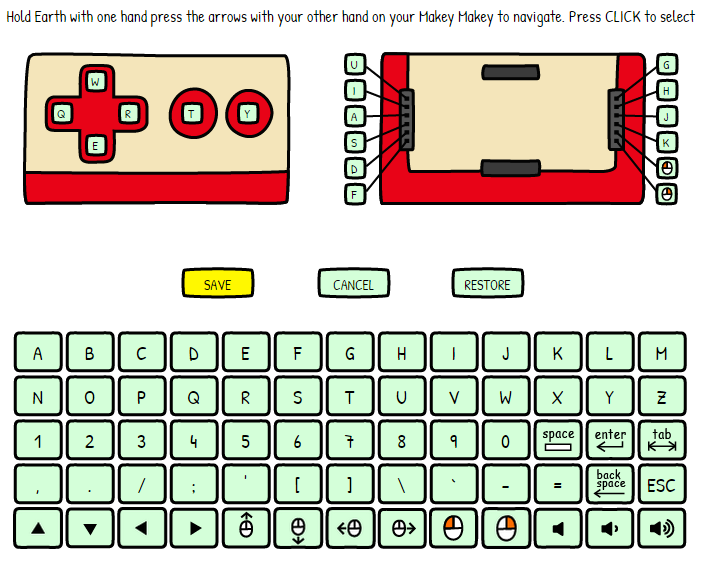 Hold Earth with one hand press the arrows with your other hand on your Makey Makey to navigate. Press CLICK to select
U G
W I H
Q R T Y A J
E S K
D
F
SAVE CANCEL RESTORE
A B C D E F G H I J K L M
N O P Q R S T U V W X Y Z
1 2 3 4 5 6 7 8 9 0 space enter tab
, . / ; ' [ ] \ ` - = back space ESC